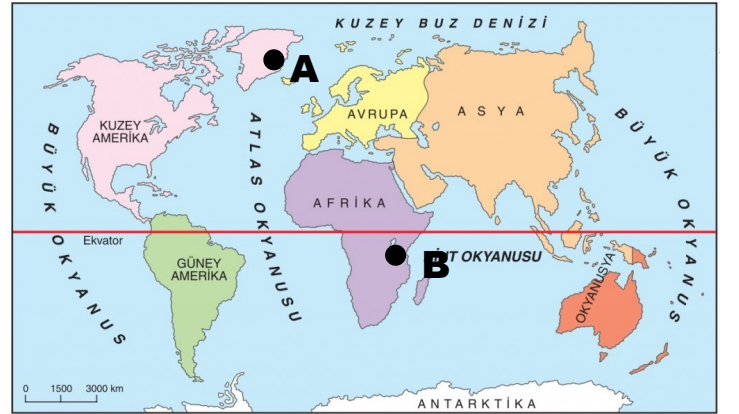 KUZEY BUZ DENİZİ
A
KUZEY
AMERİKA
AVRUPA
ASYA
BÜYÜK OKYANUS
ATLAS OKYANUSU
BÜYÜK OKYANUS
AFRİKA
Ekvator
GÜNEY
AMERİKA
B
OKYANUSU
OKYANUSYA
0 1500 3000 km
ANTARKTİKA